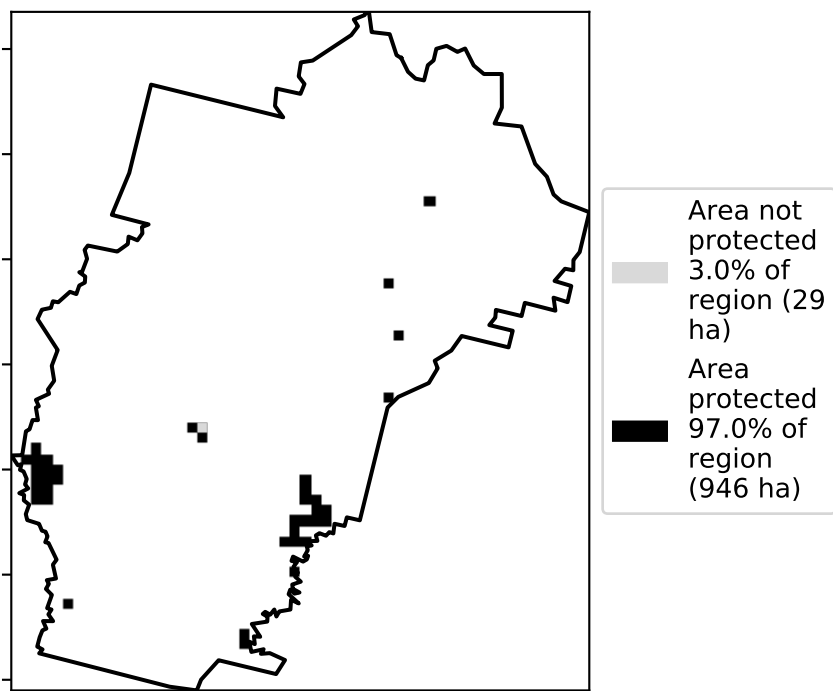 Area not
protected
3.0% of
region (29
ha)
Area
protected
97.0% of
region
(946 ha)